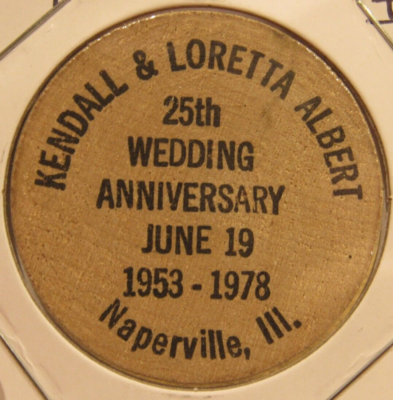 KENDALL & LORETTA ALBERT
25th
WEDDING
ANNIVERSARY
JUNE 19
1953 - 1978
Naperville, Ill.